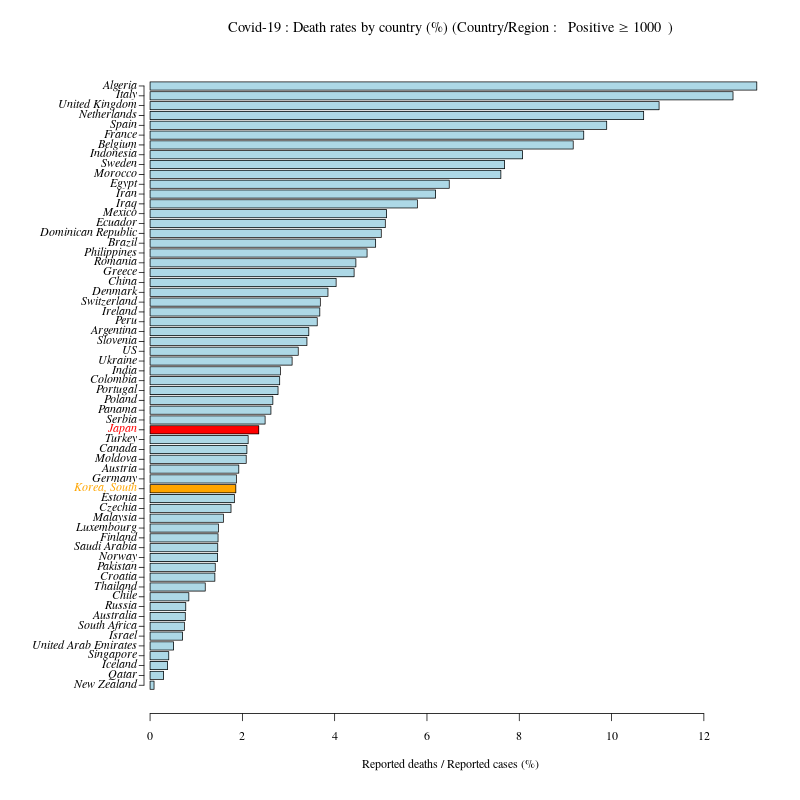 Covid-19 : Death rates by country (%) (Country/Region :   Positive ≥ 1000  )
Algeria
Italy
United Kingdom
Netherlands
Spain
France
Belgium
Indonesia
Sweden
Morocco
Egypt
Iran
Iraq
Mexico
Ecuador
Dominican Republic
Brazil
Philippines
Romania
Greece
China
Denmark
Switzerland
Ireland
Peru
Argentina
Slovenia
US
Ukraine
India
Colombia
Portugal
Poland
Panama
Serbia
Japan
Turkey
Canada
Moldova
Austria
Germany
Korea, South
Estonia
Czechia
Malaysia
Luxembourg
Finland
Saudi Arabia
Norway
Pakistan
Croatia
Thailand
Chile
Russia
Australia
South Africa
Israel
United Arab Emirates
Singapore
Iceland
Qatar
New Zealand
0 2 4 6 8 10 12
Reported deaths / Reported cases (%)